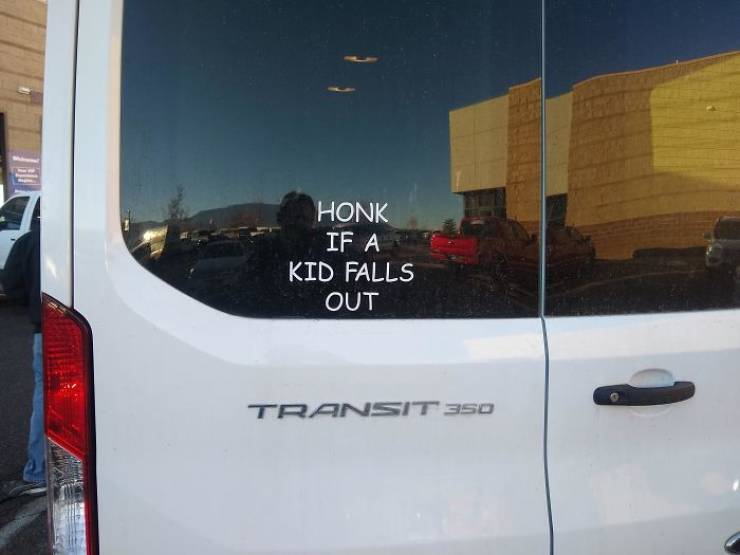 HONK
IF A
KID FALLS
OUT
TRANSIT 350